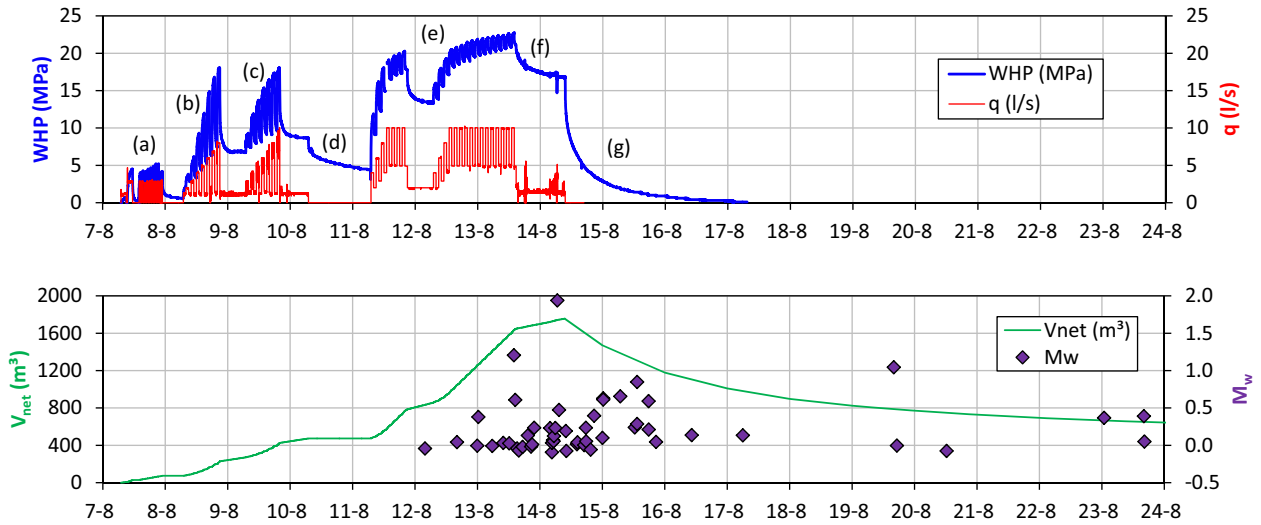 25 25
20 20
15 15
10 10
5 5
0 0
WHP (MPa)
q (l/s)
(a) (b) (c) (d) (e) (f) (g)
WHP (MPa)
q (l/s)
7-8 8-8 9-8 10-8 11-8 12-8 13-8 14-8 15-8 16-8 17-8 18-8 19-8 20-8 21-8 22-8 23-8 24-8
2000 2.0
1600 1.5
1200 1.0
800 0.5
400 0.0
0 -0.5
Vnet (m³)
Mw
Vnet (m³)
Mw
7-8 8-8 9-8 10-8 11-8 12-8 13-8 14-8 15-8 16-8 17-8 18-8 19-8 20-8 21-8 22-8 23-8 24-8